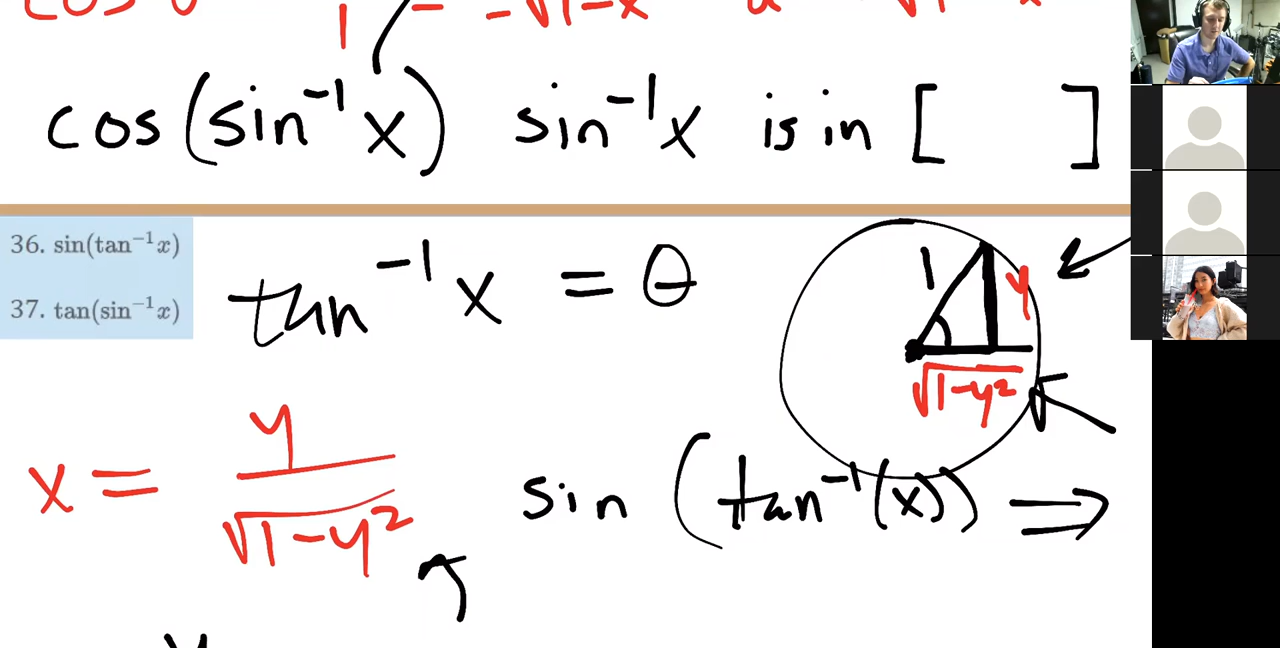 cos(sin⁻¹x) sin⁻¹x is in [ ]
36. sin(tan⁻¹x)
37. tan(sin⁻¹x)
tan⁻¹x = θ
1
y
√1-y²
x = y/√1-y²
sin(tan⁻¹(x)) ⇒